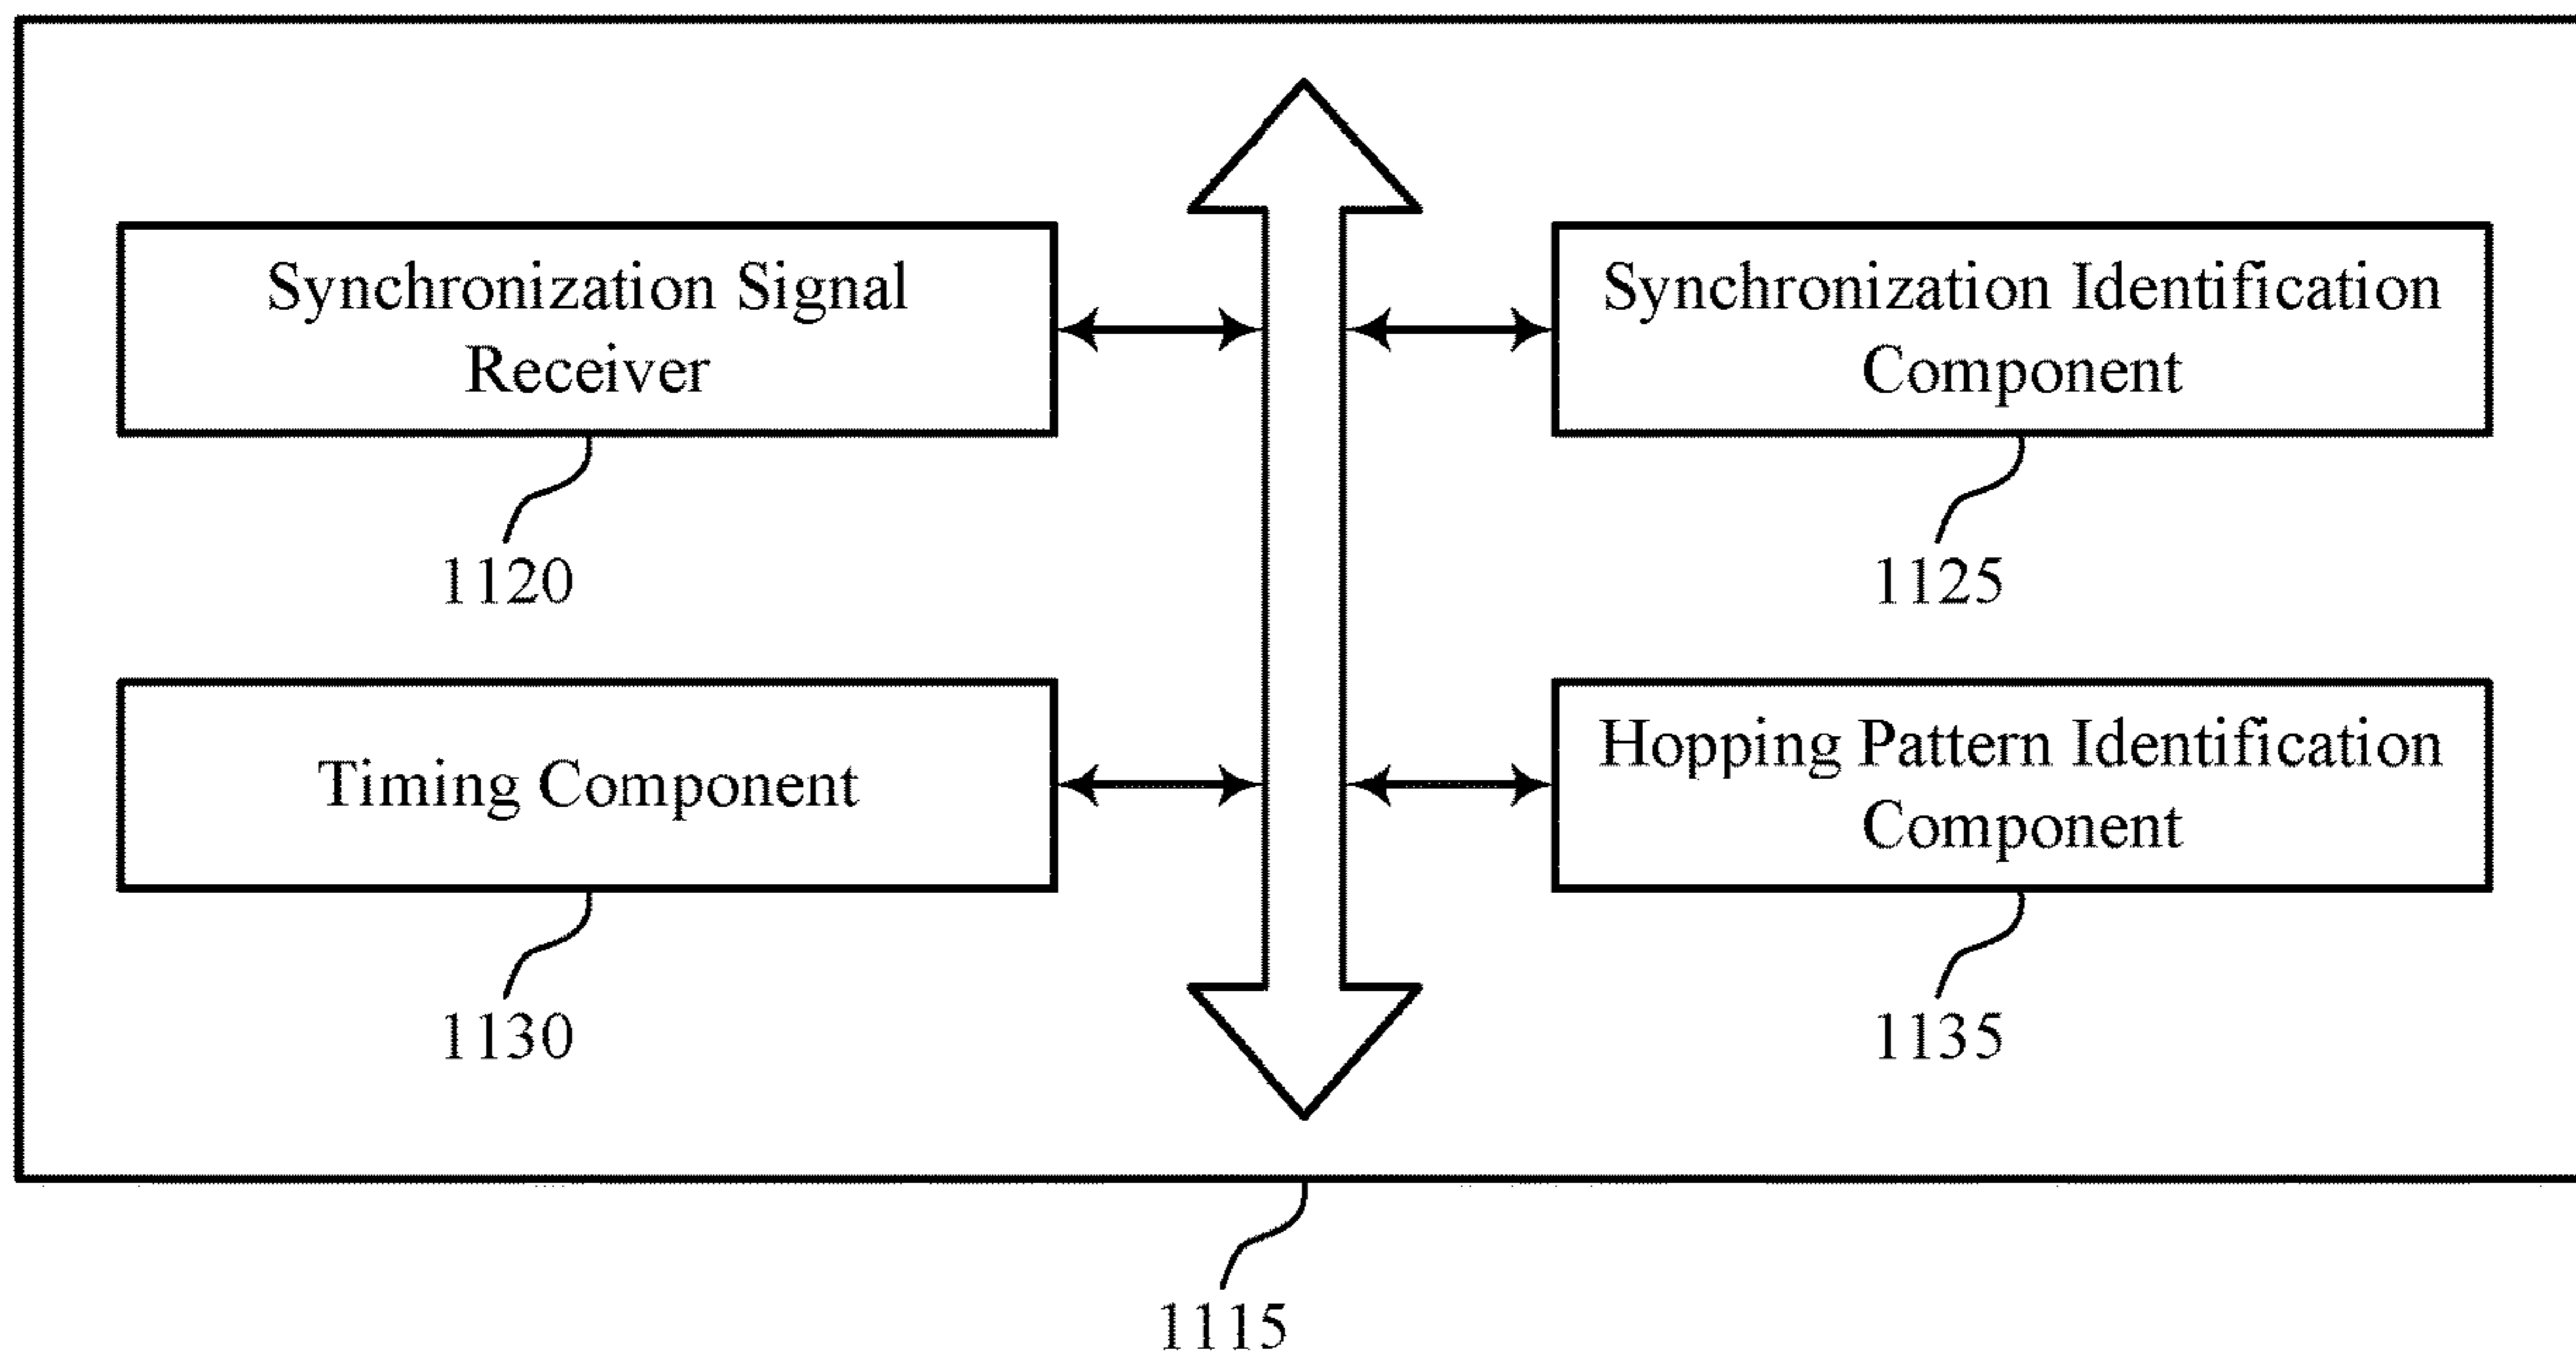 Synchronization Signal
Receiver
1120
Synchronization Identification
Component
1125
Timing Component
1130
Hopping Pattern Identification
Component
1135
1115